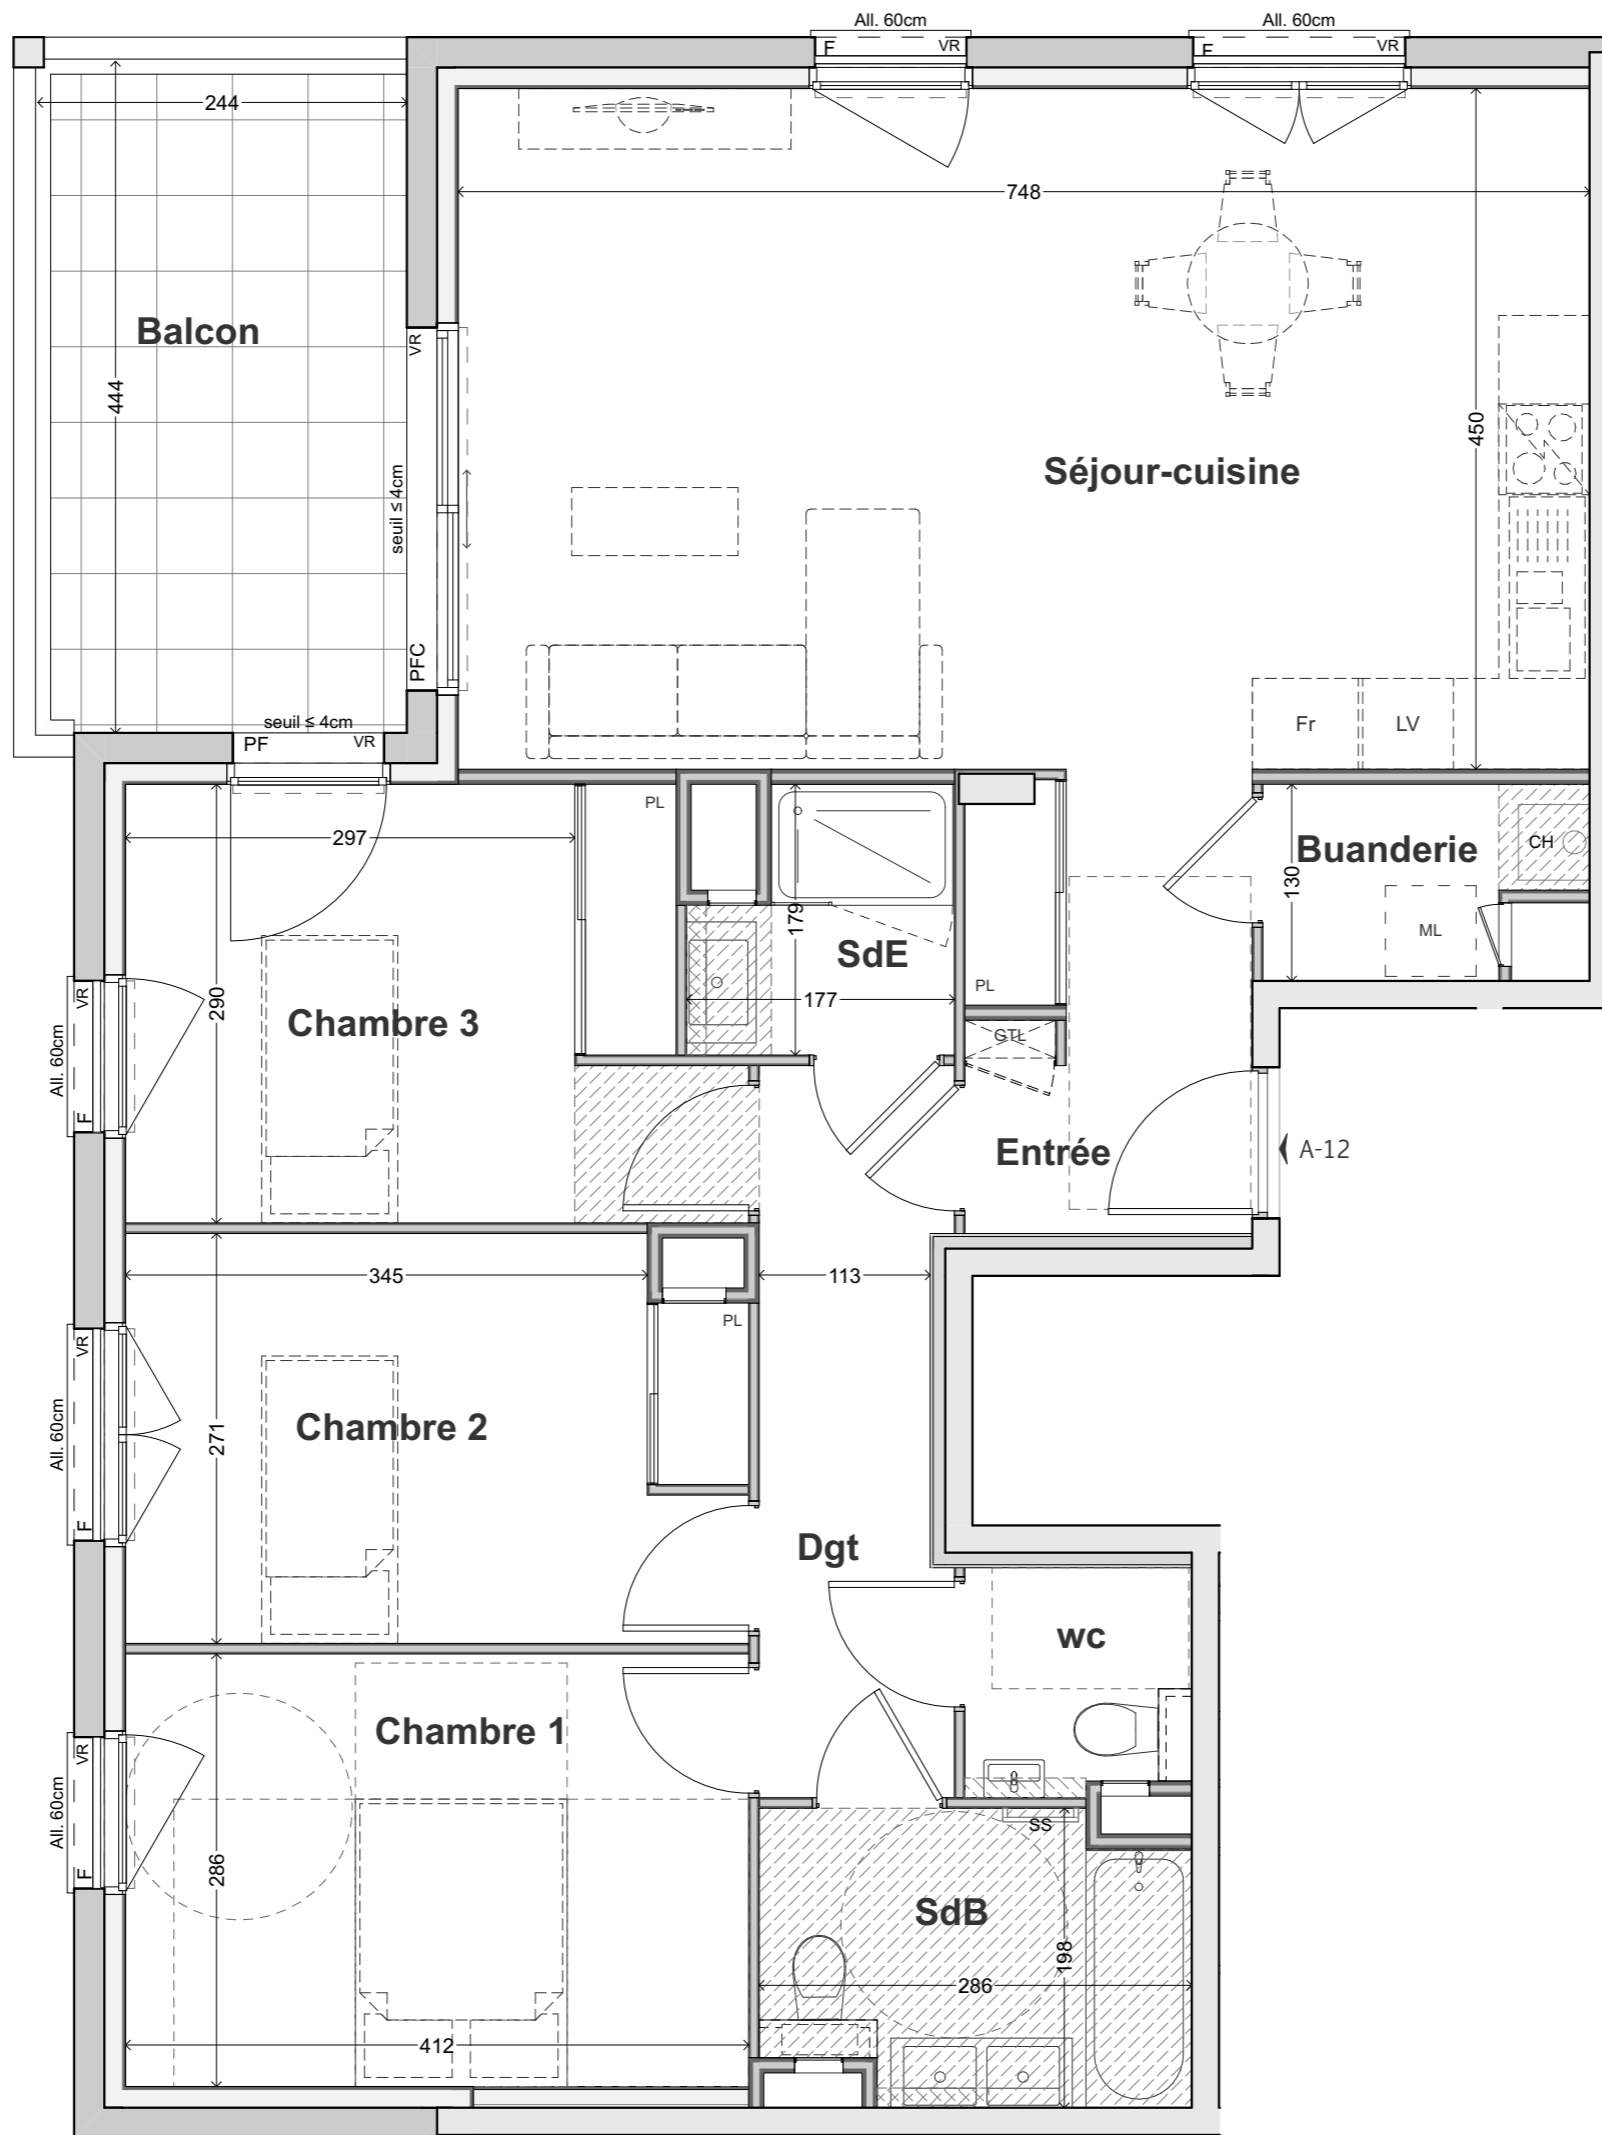 All. 60cm
All. 60cm
F
VR
F
VR
244
748
Balcon
VR
444
450
Séjour-cuisine
seuil ≤ 4cm
PFC
seuil ≤ 4cm
PF
VR
Fr
LV
PL
297
179
Buanderie
CH
130
ML
SdE
PL
177
VR
290
Chambre 3
GTL
All. 60cm
F
Entrée
A-12
345
113
PL
VR
271
Chambre 2
All. 60cm
F
Dgt
wc
Chambre 1
VR
All. 60cm
F
286
SS
SdB
198
286
412